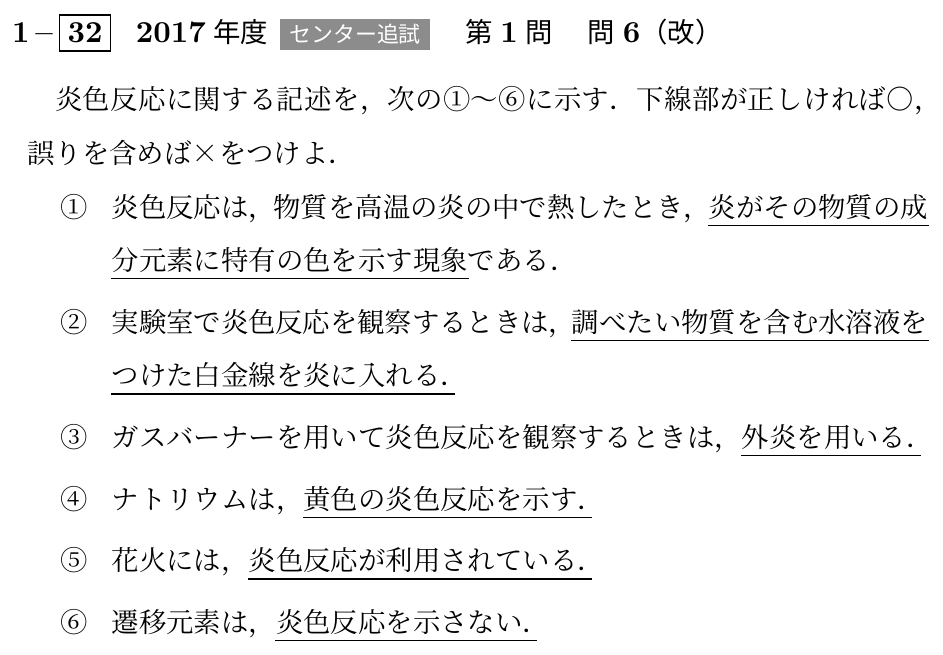 1－32 2017年度 センター追試 第1問 問6（改）
炎色反応に関する記述を，次の①～⑥に示す．下線部が正しければ○，
誤りを含めば×をつけよ．
① 炎色反応は，物質を高温の炎の中で熱したとき，炎がその物質の成
分元素に特有の色を示す現象である．
② 実験室で炎色反応を観察するときは，調べたい物質を含む水溶液を
つけた白金線を炎に入れる．
③ ガスバーナーを用いて炎色反応を観察するときは，外炎を用いる．
④ ナトリウムは，黄色の炎色反応を示す．
⑤ 花火には，炎色反応が利用されている．
⑥ 遷移元素は，炎色反応を示さない．